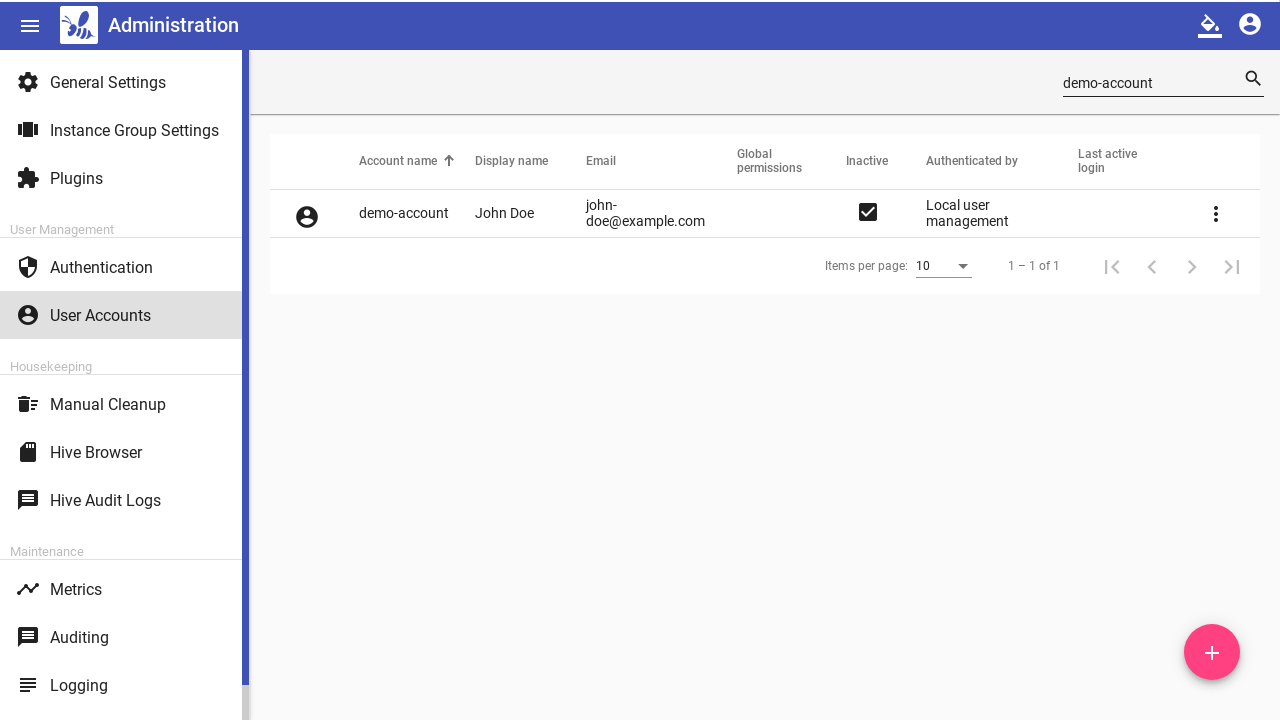 Administration
General Settings
Instance Group Settings
Plugins
User Management
Authentication
User Accounts
Housekeeping
Manual Cleanup
Hive Browser
Hive Audit Logs
Maintenance
Metrics
Auditing
Logging
demo-account
Account name
Display name
Email
Global
permissions
Inactive
Authenticated by
Last active
login
demo-account
John Doe
john-
doe@example.com
Local user
management
Items per page:
10
1 – 1 of 1